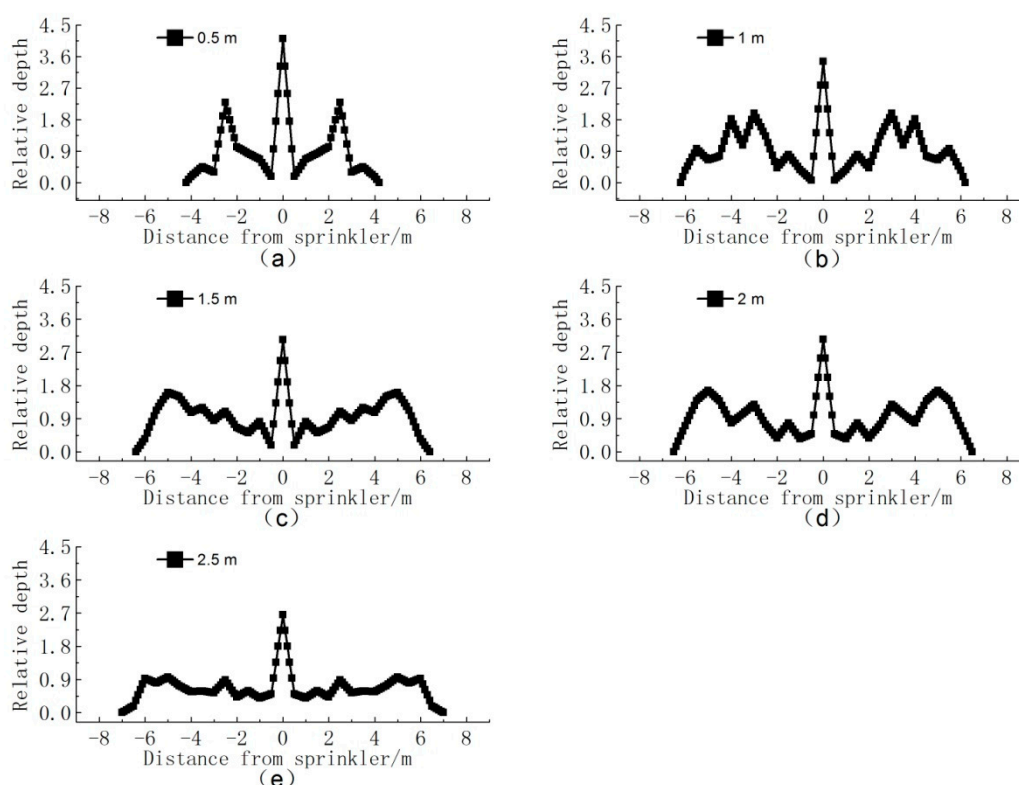 4.5
3.6
2.7
1.8
0.9
0.0
Relative depth
0.5 m
-8 -6 -4 -2 0 2 4 6 8
Distance from sprinkler/m
(a)
4.5
3.6
2.7
1.8
0.9
0.0
Relative depth
1 m
-8 -6 -4 -2 0 2 4 6 8
Distance from sprinkler/m
(b)
4.5
3.6
2.7
1.8
0.9
0.0
Relative depth
1.5 m
-8 -6 -4 -2 0 2 4 6 8
Distance from sprinkler/m
(c)
4.5
3.6
2.7
1.8
0.9
0.0
Relative depth
2 m
-8 -6 -4 -2 0 2 4 6 8
Distance from sprinkler/m
(d)
4.5
3.6
2.7
1.8
0.9
0.0
Relative depth
2.5 m
-8 -6 -4 -2 0 2 4 6 8
Distance from sprinkler/m
(e)